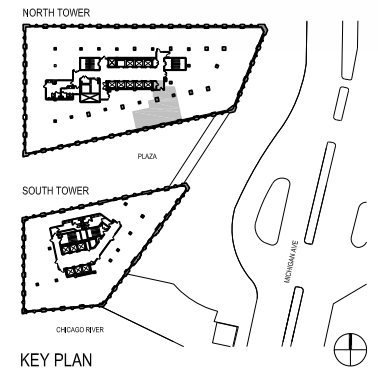 NORTH TOWER
PLAZA
SOUTH TOWER
MICHIGAN AVE
CHICAGO RIVER
KEY PLAN